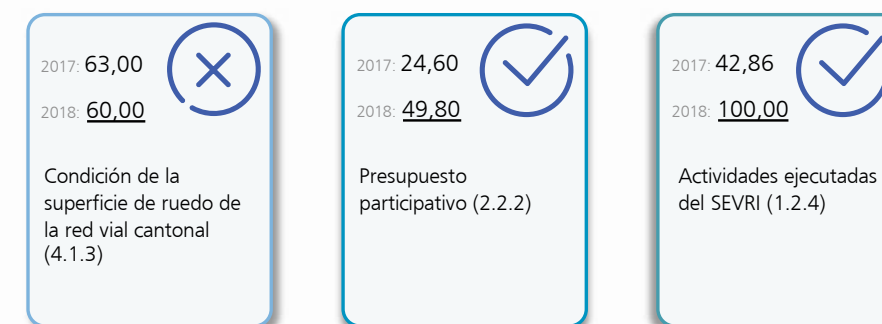 2017: 63,00
2018: 60,00
Condición de la
superficie de ruedo de
la red vial cantonal
(4.1.3)
2017: 24,60
2018: 49,80
Presupuesto
participativo (2.2.2)
2017: 42,86
2018: 100,00
Actividades ejecutadas
del SEVRI (1.2.4)